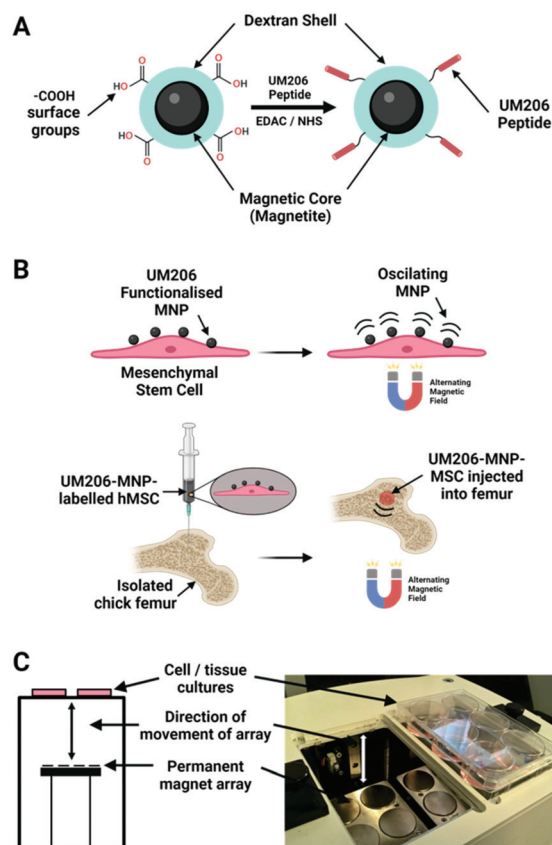 A
Dextran Shell
-COOH
surface
groups
HO
O
O
OH
HO
O
O
OH
UM206
Peptide
EDAC / NHS
UM206
Peptide
Magnetic Core
(Magnetite)
B
UM206
Functionalised
MNP
Oscilating
MNP
Mesenchymal
Stem Cell
Alternating
Magnetic
Field
UM206-MNP-
labelled hMSC
UM206-MNP-
MSC injected
into femur
Isolated
chick femur
Alternating
Magnetic
Field
C
Cell / tissue
cultures
Direction of
movement of array
Permanent
magnet array